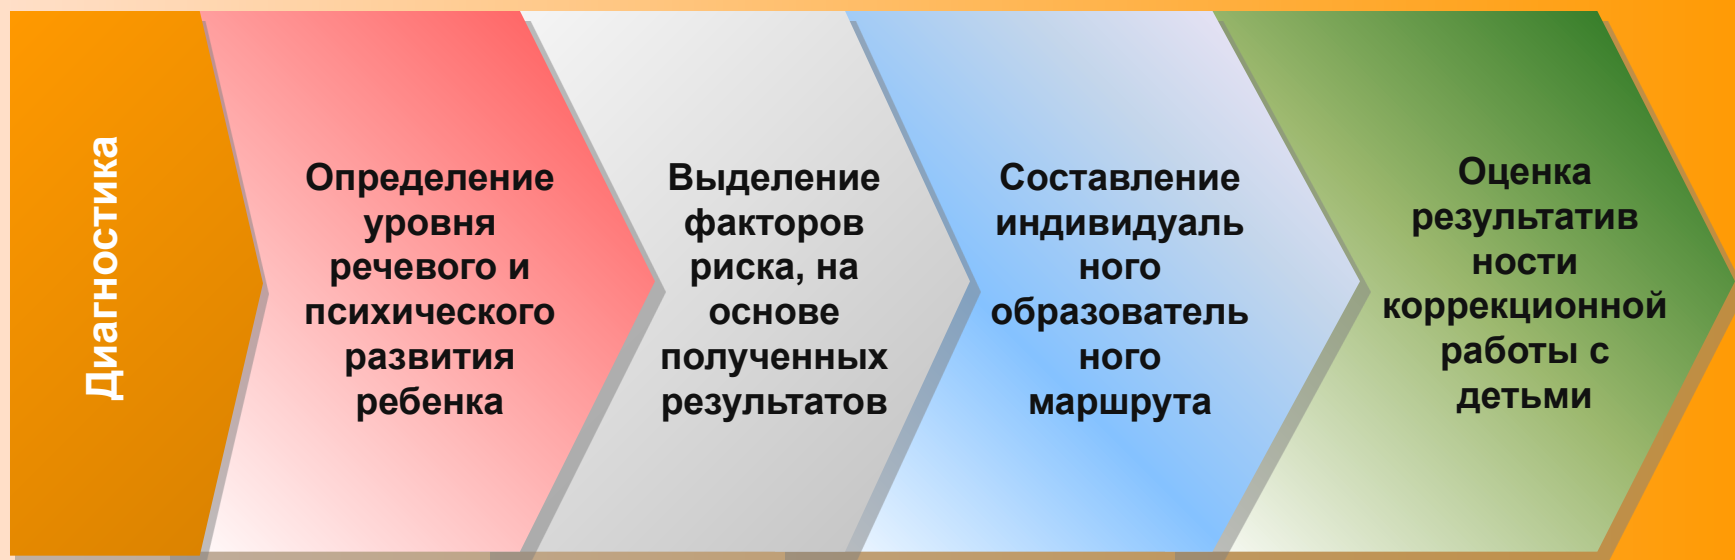 Диагностика
Определение
уровня
речевого и
психического
развития
ребенка
Выделение
факторов
риска, на
основе
полученных
результатов
Составление
индивидуаль
ного
образователь
ного
маршрута
Оценка
результатив
ности
коррекционной
работы с
детьми